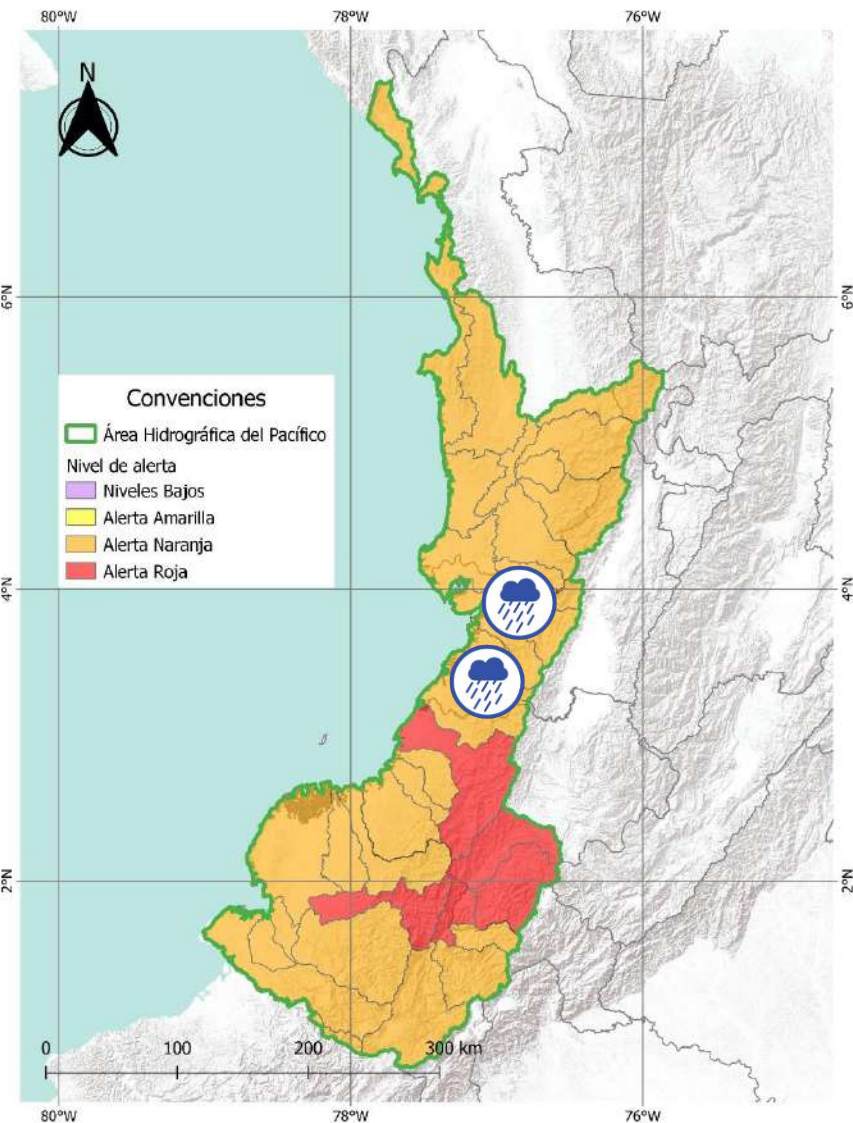 80°W 78°W 76°W
N
6°N 6°N
Convenciones
Área Hidrográfica del Pacífico
Nivel de alerta
Niveles Bajos
Alerta Amarilla
Alerta Naranja
Alerta Roja
4°N 4°N
2°N 2°N
0 100 200 300 km
80°W 78°W 76°W